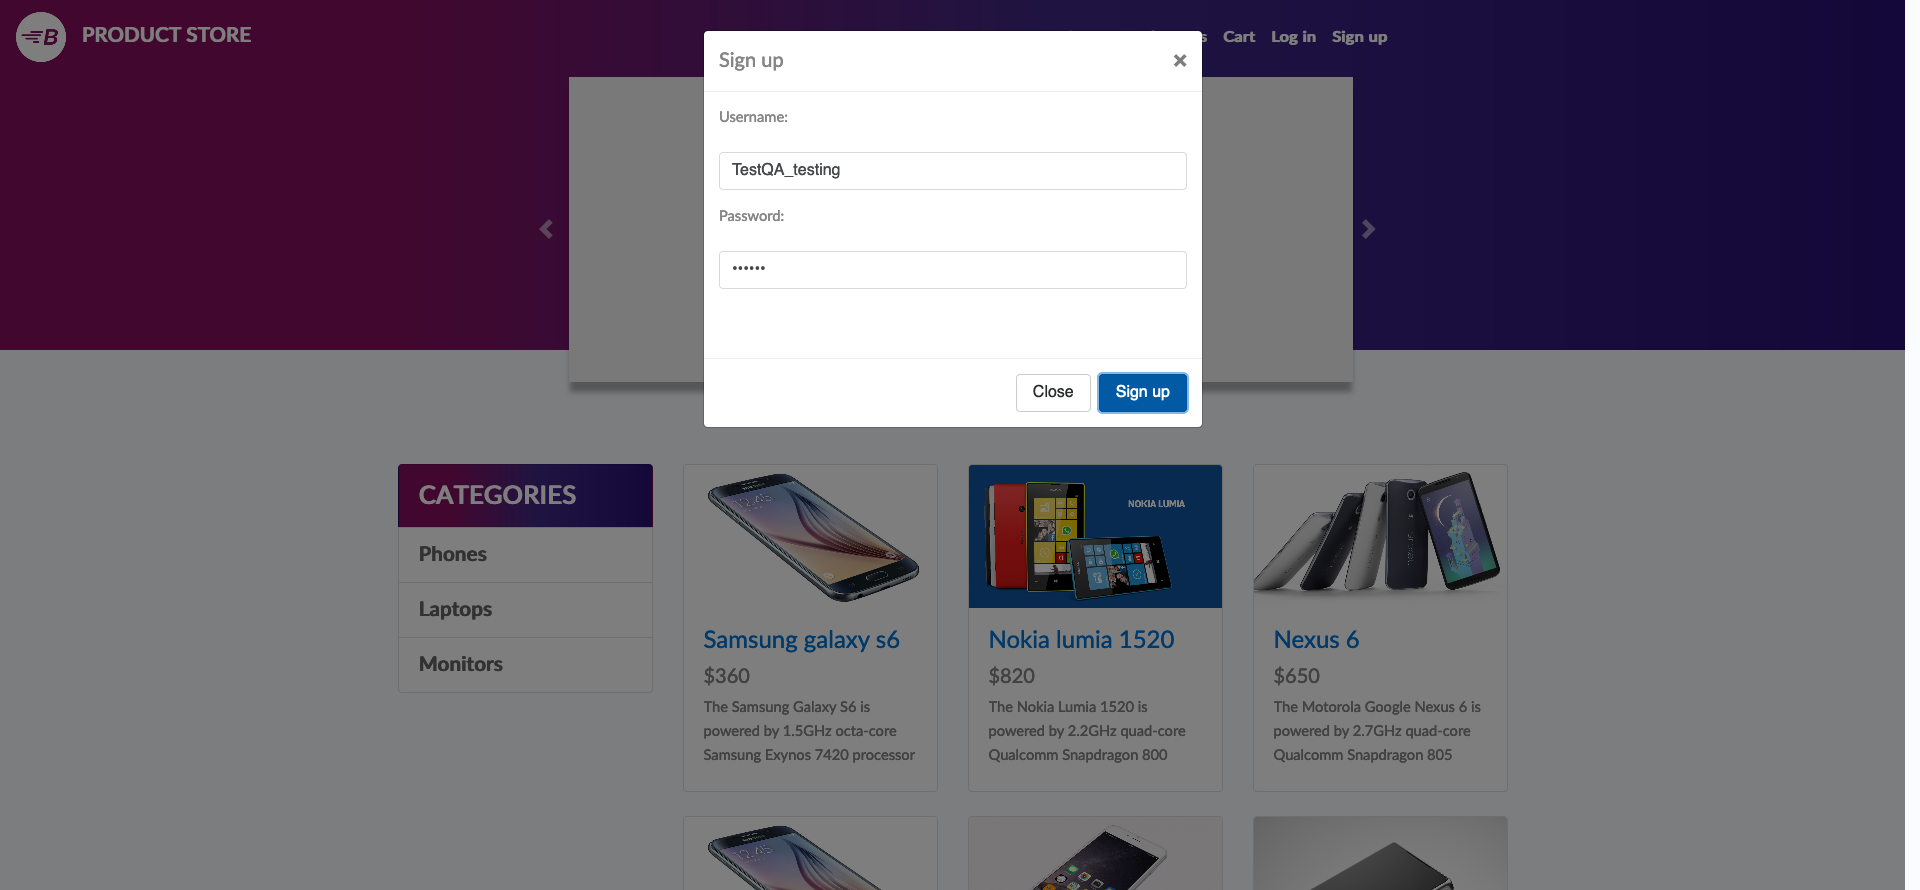 B PRODUCT STORE
s Cart Log in Sign up
Sign up ×
Username:
TestQA_testing
Password:
••••••
Close Sign up
CATEGORIES
Phones
Laptops
Monitors
NOKIA LUMIA
Samsung galaxy s6
$360
The Samsung Galaxy S6 is
powered by 1.5GHz octa-core
Samsung Exynos 7420 processor
Nokia lumia 1520
$820
The Nokia Lumia 1520 is
powered by 2.2GHz quad-core
Qualcomm Snapdragon 800
Nexus 6
$650
The Motorola Google Nexus 6 is
powered by 2.7GHz quad-core
Qualcomm Snapdragon 805